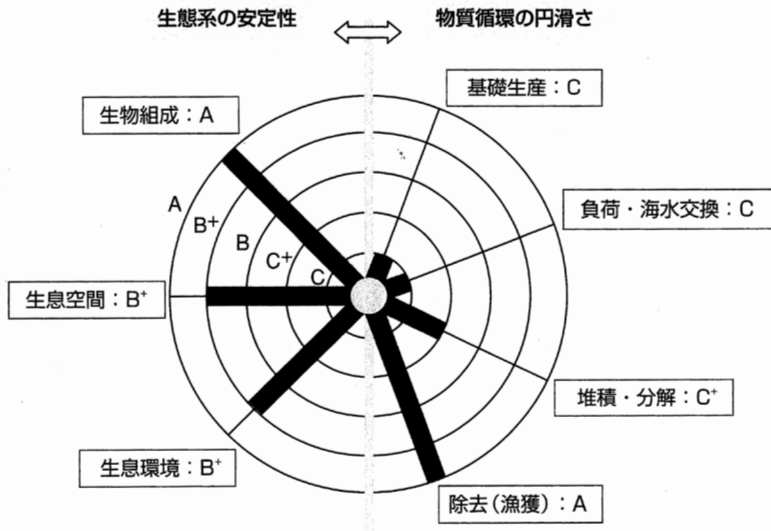 生態系の安定性
物質循環の円滑さ
生物組成：A
基礎生産：C
負荷・海水交換：C
A
B+
B
C+
C
生息空間：B⁺
堆積・分解：C⁺
生息環境：B⁺
除去（漁獲）：A